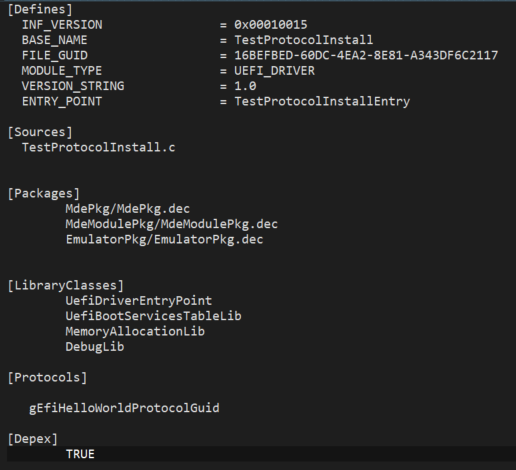 [Defines]
INF_VERSION = 0x00010015
BASE_NAME = TestProtocolInstall
FILE_GUID = 16BEFBED-60DC-4EA2-8E81-A343DF6C2117
MODULE_TYPE = UEFI_DRIVER
VERSION_STRING = 1.0
ENTRY_POINT = TestProtocolInstallEntry
[Sources]
TestProtocolInstall.c
[Packages]
MdePkg/MdePkg.dec
MdeModulePkg/MdeModulePkg.dec
EmulatorPkg/EmulatorPkg.dec
[LibraryClasses]
UefiDriverEntryPoint
UefiBootServicesTableLib
MemoryAllocationLib
DebugLib
[Protocols]
gEfiHelloWorldProtocolGuid
[Depex]
TRUE